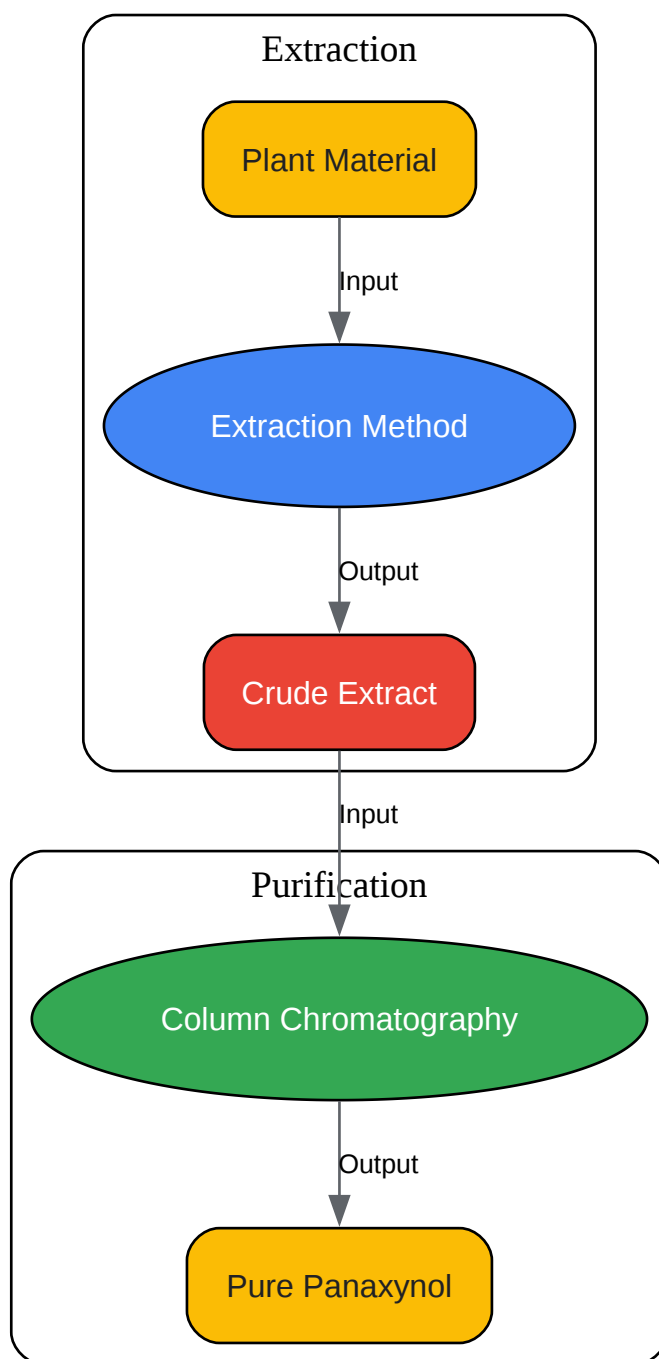 Extraction
Plant Material
Input
Extraction Method
Output
Crude Extract
Input
Purification
Column Chromatography
Output
Pure Panaxynol